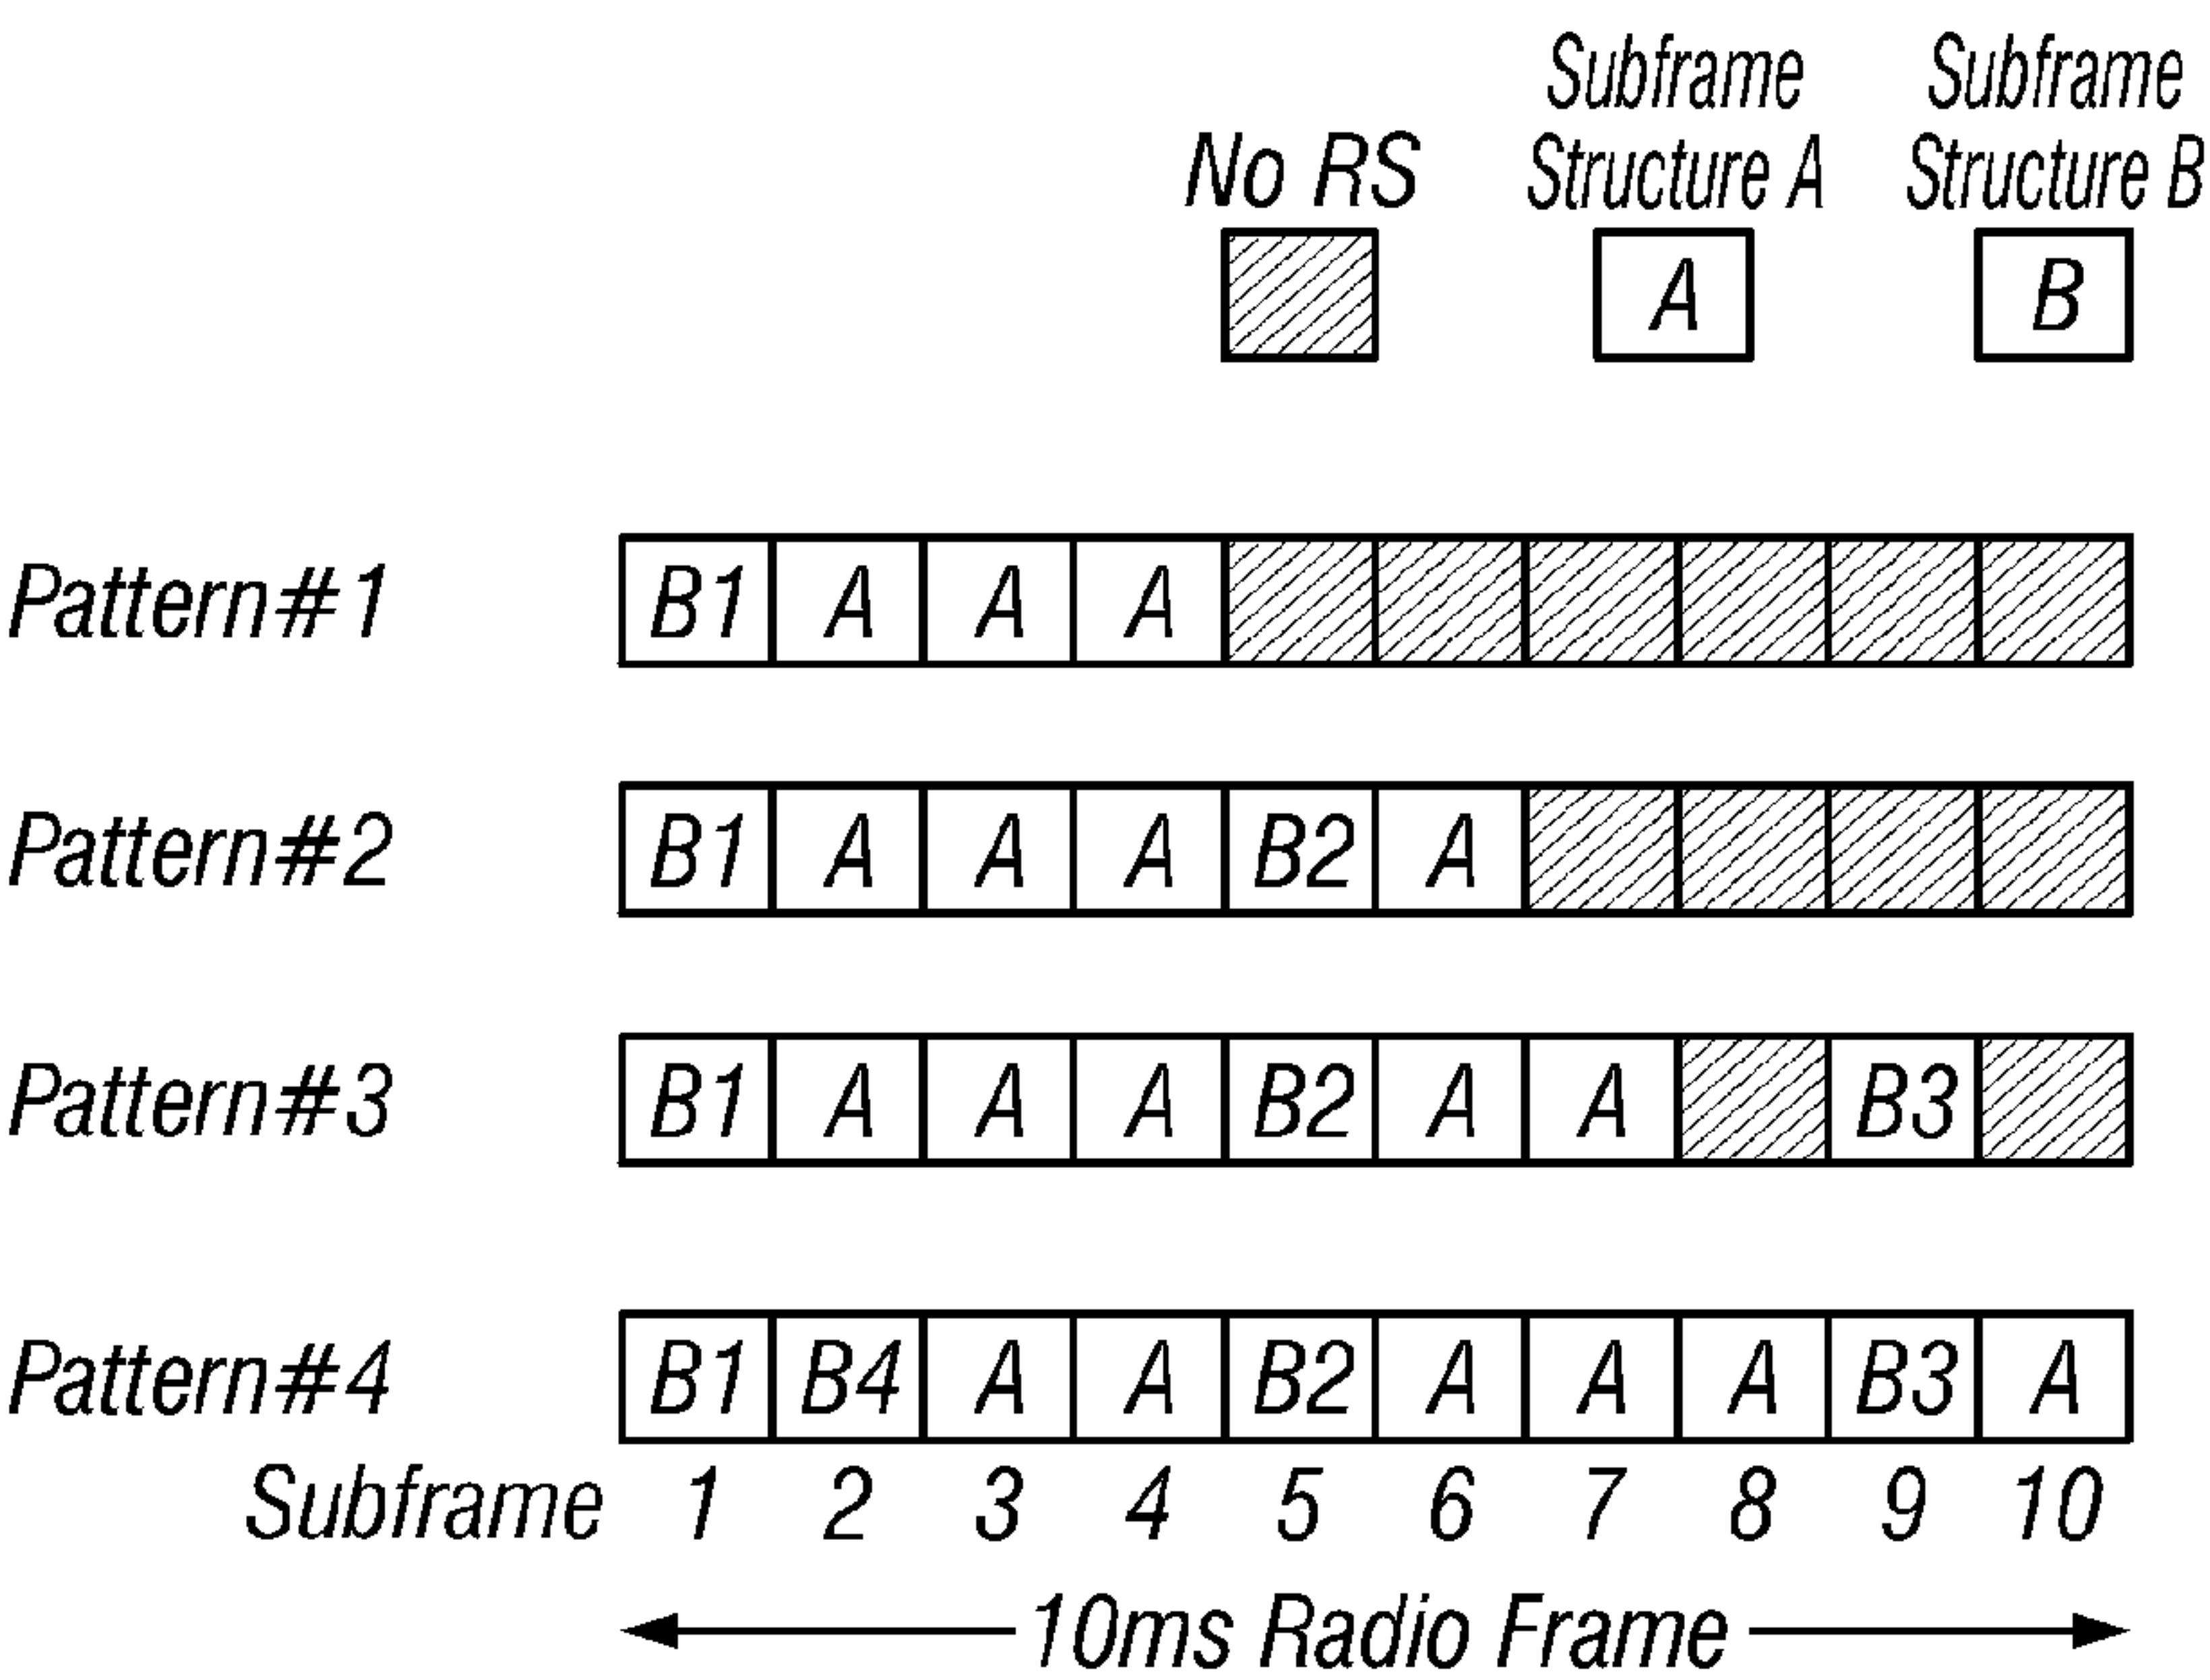 Subframe Subframe
No RS Structure A Structure B
A B
Pattern#1 B1 A A A
Pattern#2 B1 A A A B2 A
Pattern#3 B1 A A A B2 A A B3
Pattern#4 B1 B4 A A B2 A A A B3 A
Subframe 1 2 3 4 5 6 7 8 9 10
10ms Radio Frame